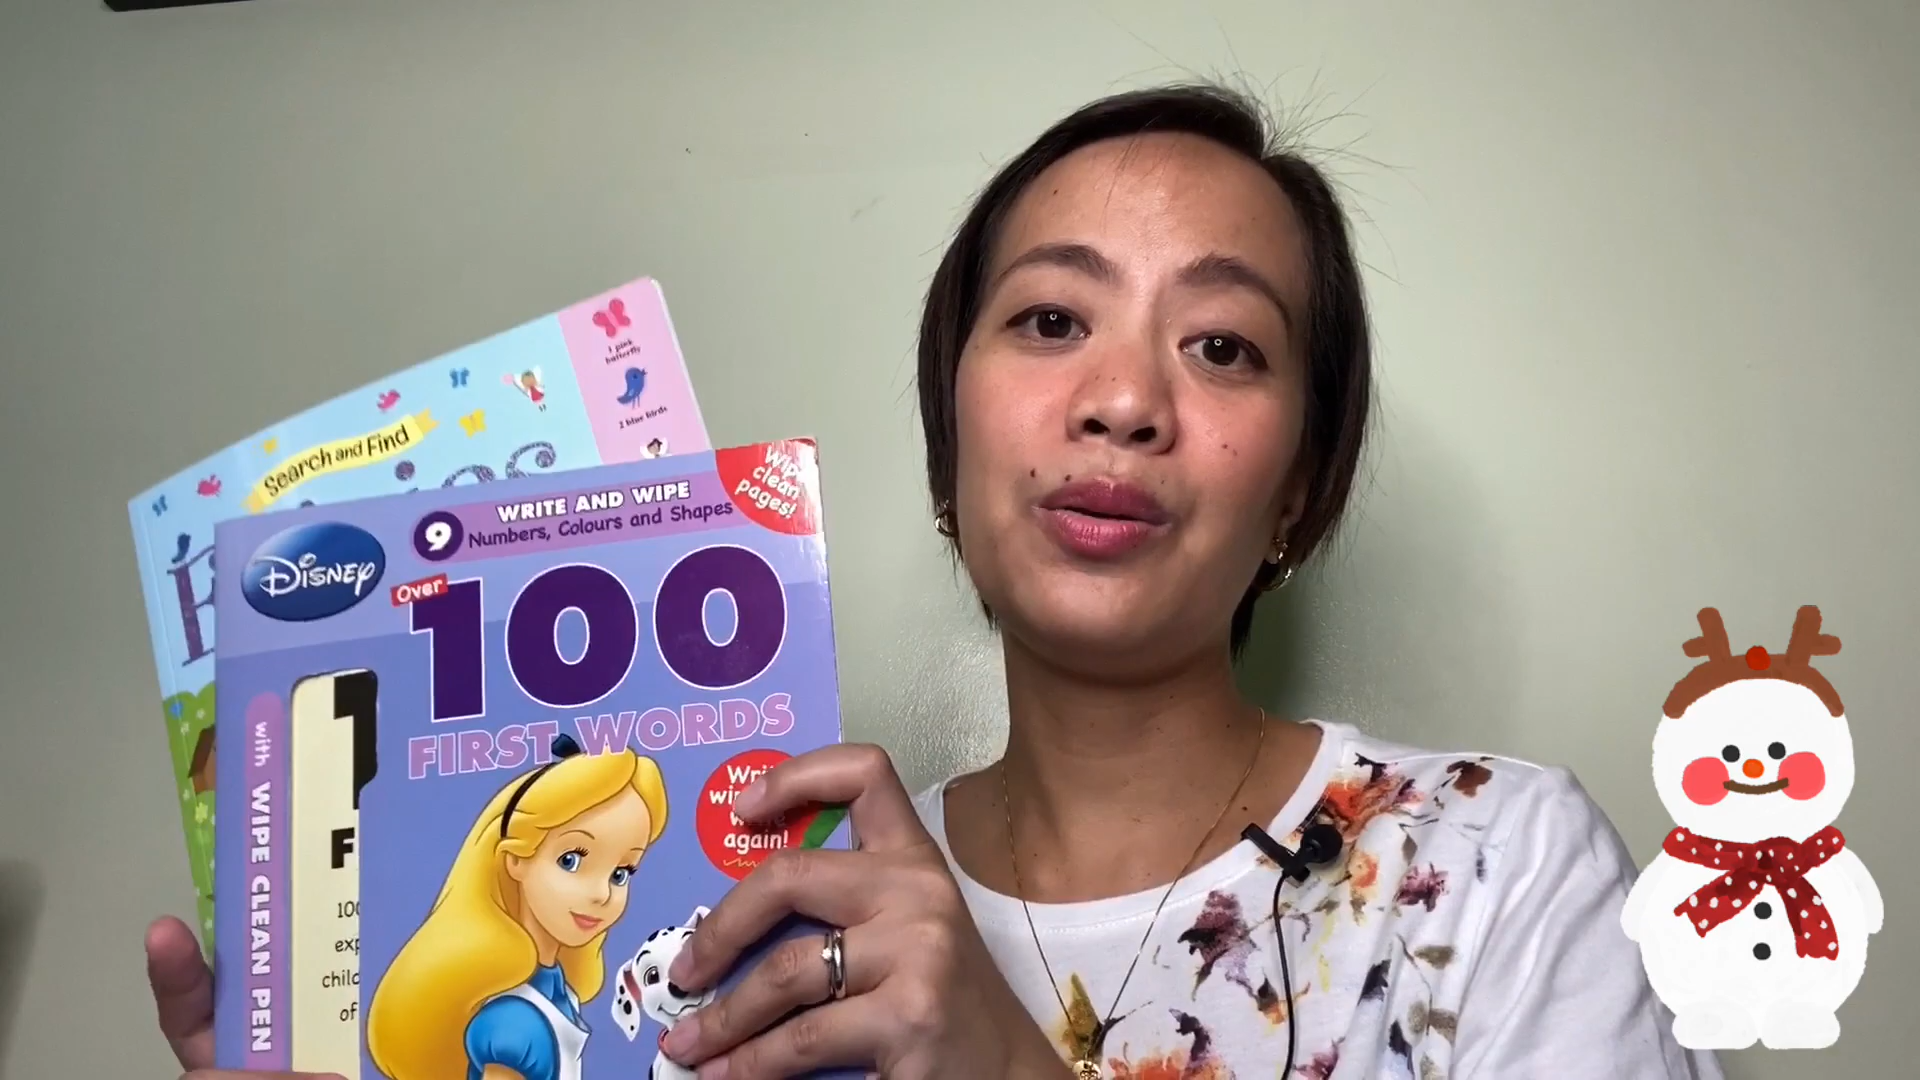 1 pink
butterfly
2 blue birds
Search and Find
Wipe
clean
pages!
9
WRITE AND WIPE
Numbers, Colours and Shapes
DISNEY
Over
100
FIRST WORDS
with WIPE CLEAN PEN
again!
of